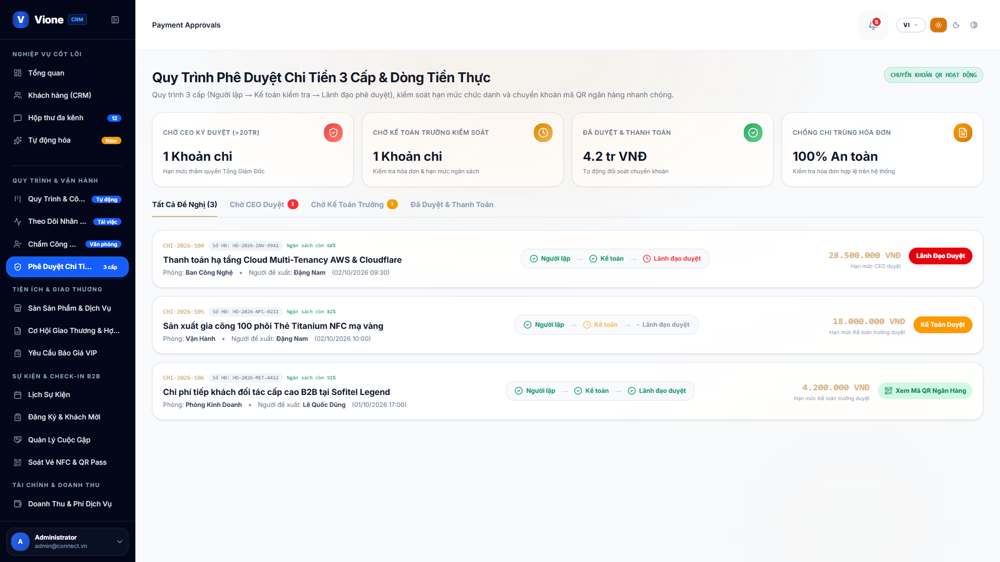 V Vione CRM
NGHIỆP VỤ CỐT LÕI
Tổng quan
Khách hàng (CRM)
Hộp thư đa kênh 12
Tự động hóa New
QUY TRÌNH & VẬN HÀNH
Quy Trình & Cô... Tự động
Theo Dõi Nhân ... Tải việc
Chấm Công ... Văn phòng
Phê Duyệt Chi Ti... 3 cấp
TIỆN ÍCH & GIAO THƯƠNG
Sàn Sản Phẩm & Dịch Vụ
Cơ Hội Giao Thương & Hợ...
Yêu Cầu Báo Giá VIP
SỰ KIỆN & CHECK-IN B2B
Lịch Sự Kiện
Đăng Ký & Khách Mời
Quản Lý Cuộc Gặp
Soát Vé NFC & QR Pass
TÀI CHÍNH & DOANH THU
Doanh Thu & Phí Dịch Vụ
A Administrator
admin@connect.vn
Payment Approvals
5
VI
Quy Trình Phê Duyệt Chi Tiền 3 Cấp & Dòng Tiền Thực
CHUYỂN KHOẢN QR HOẠT ĐỘNG
Quy trình 3 cấp (Người lập → Kế toán kiểm tra → Lãnh đạo phê duyệt), kiểm soát hạn mức chức danh và chuyển khoản mã QR ngân hàng nhanh chóng.
CHỜ CEO KÝ DUYỆT (>20TR)
1 Khoản chi
Hạn mức thẩm quyền Tổng Giám Đốc
CHỜ KẾ TOÁN TRƯỞNG KIỂM SOÁT
1 Khoản chi
Kiểm tra hóa đơn & hạn mức ngân sách
ĐÃ DUYỆT & THANH TOÁN
4.2 tr VNĐ
Tự động đối soát chuyển khoản
CHỐNG CHI TRÙNG HÓA ĐƠN
100% An toàn
Kiểm tra hóa đơn hợp lệ trên hệ thống
Tất Cả Đề Nghị (3)
Chờ CEO Duyệt 1
Chờ Kế Toán Trưởng 1
Đã Duyệt & Thanh Toán
CHI-2026-104 Số HĐ: HD-2026-INV-9941 Ngân sách còn 68%
Thanh toán hạ tầng Cloud Multi-Tenancy AWS & Cloudflare
Phòng: Ban Công Nghệ • Người đề xuất: Đặng Nam (02/10/2026 09:30)
Người lập → Kế toán → Lãnh đạo duyệt
28.500.000 VNĐ
Hạn mức CEO duyệt
Lãnh Đạo Duyệt
CHI-2026-105 Số HĐ: HD-2026-NFC-0211 Ngân sách còn 82%
Sản xuất gia công 100 phôi Thẻ Titanium NFC mạ vàng
Phòng: Vận Hành • Người đề xuất: Đặng Nam (02/10/2026 10:00)
Người lập → Kế toán → - Lãnh đạo duyệt
18.000.000 VNĐ
Hạn mức Kế toán trưởng duyệt
Kế Toán Duyệt
CHI-2026-106 Số HĐ: HD-2026-MET-4412 Ngân sách còn 91%
Chi phí tiếp khách đối tác cấp cao B2B tại Sofitel Legend
Phòng: Phòng Kinh Doanh • Người đề xuất: Lê Quốc Dũng (01/10/2026 17:00)
Người lập → Kế toán → Lãnh đạo duyệt
4.200.000 VNĐ
Hạn mức Kế toán trưởng duyệt
Xem Mã QR Ngân Hàng